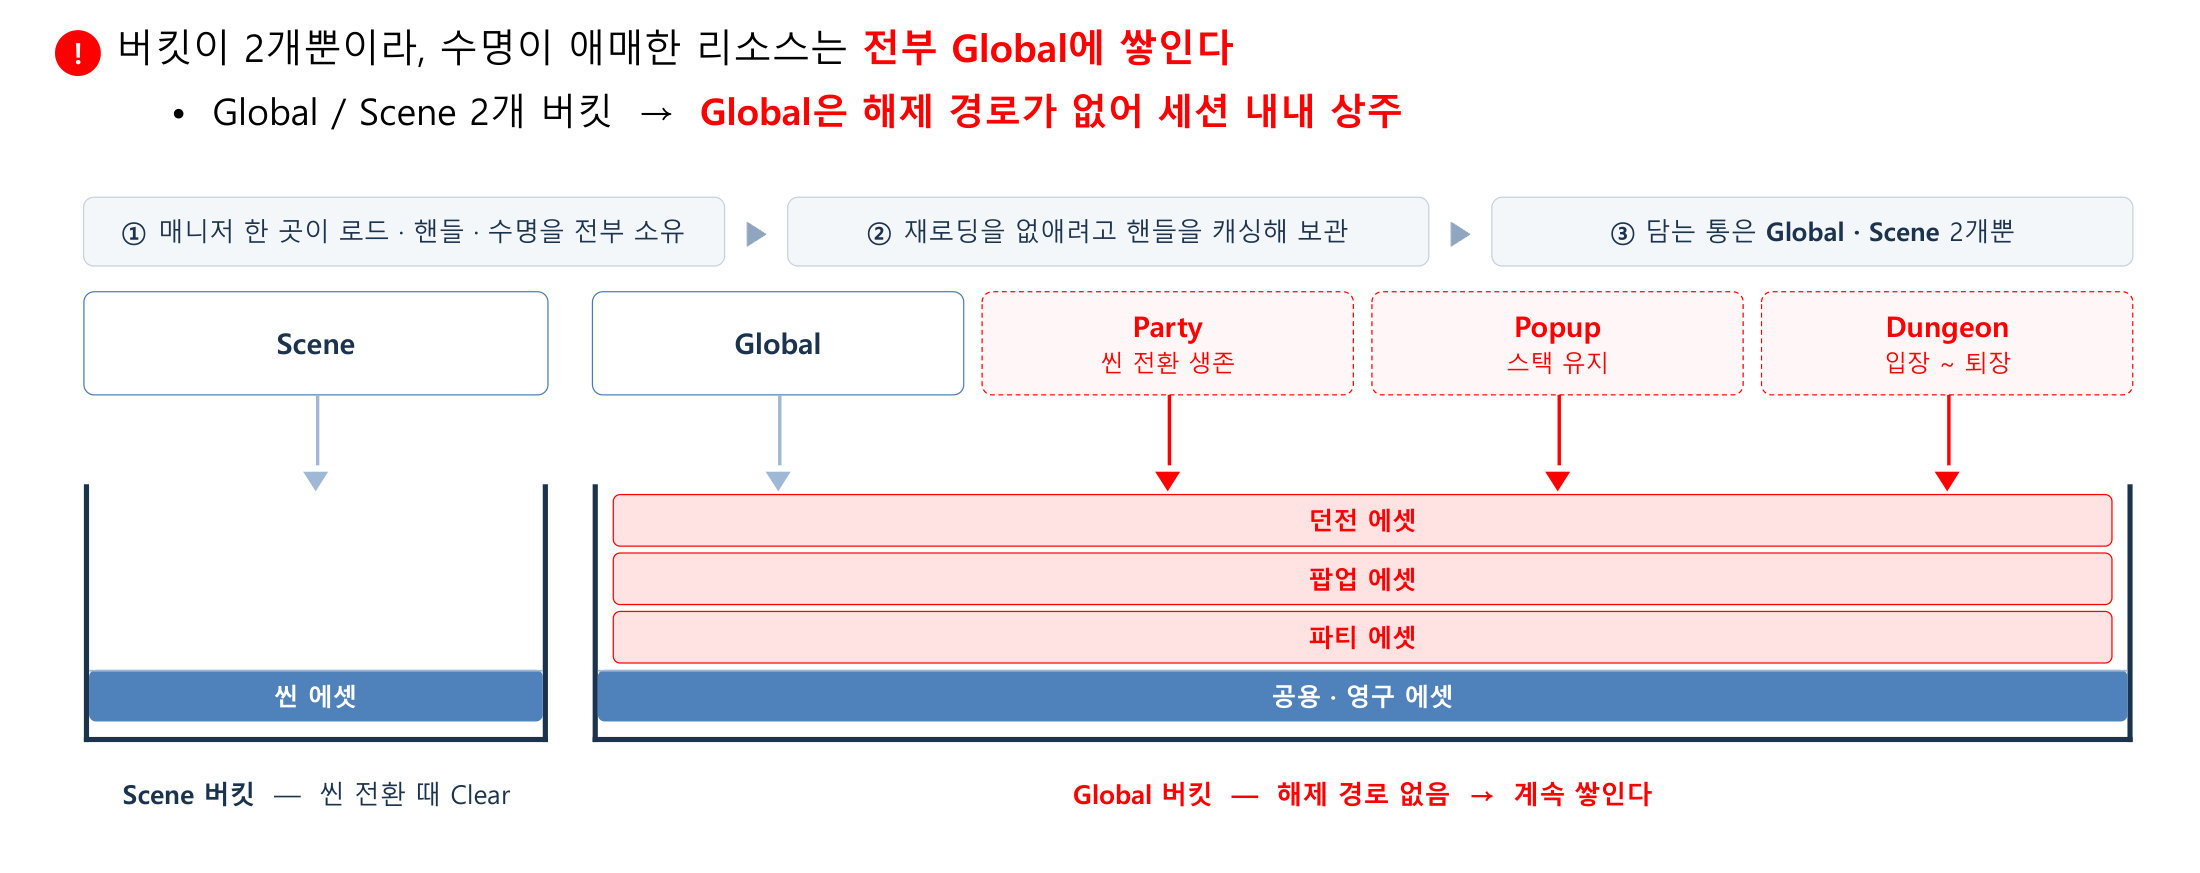 ! 버킷이 2개뿐이라, 수명이 애매한 리소스는 전부 Global에 쌓인다
• Global / Scene 2개 버킷 → Global은 해제 경로가 없어 세션 내내 상주
① 매니저 한 곳이 로드 · 핸들 · 수명을 전부 소유
② 재로딩을 없애려고 핸들을 캐싱해 보관
③ 담는 통은 Global · Scene 2개뿐
Scene
Global
Party
씬 전환 생존
Popup
스택 유지
Dungeon
입장 ~ 퇴장
던전 에셋
팝업 에셋
파티 에셋
씬 에셋
공용 · 영구 에셋
Scene 버킷 — 씬 전환 때 Clear
Global 버킷 — 해제 경로 없음 → 계속 쌓인다